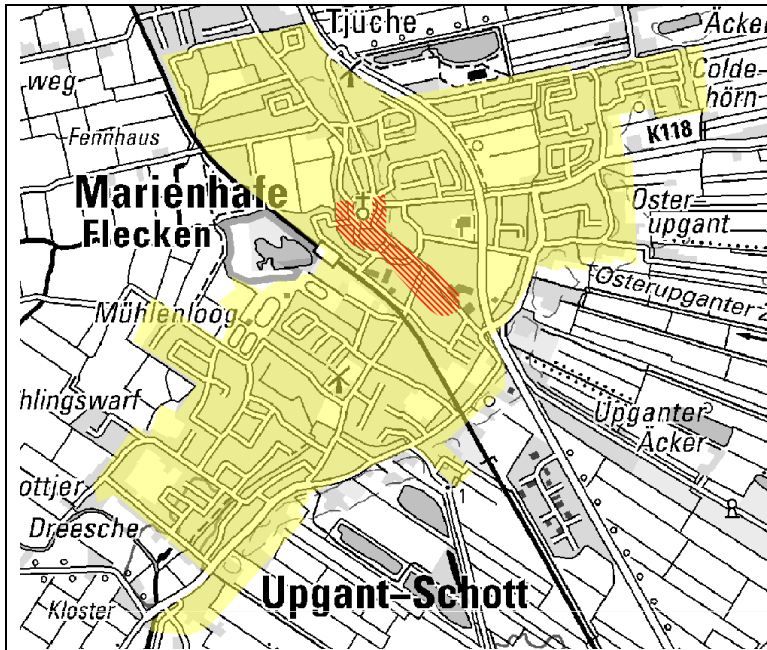 Tjüche
Äcker
weg
Colde-
hörn
Fennhaus
K118
Marienhafe
Flecken
Oster-
upgant
Osterupganter
Mühlenloog
hlingswarf
Upganter
Äcker
ottjer
1
Dreesche
Upgant-Schott
Kloster